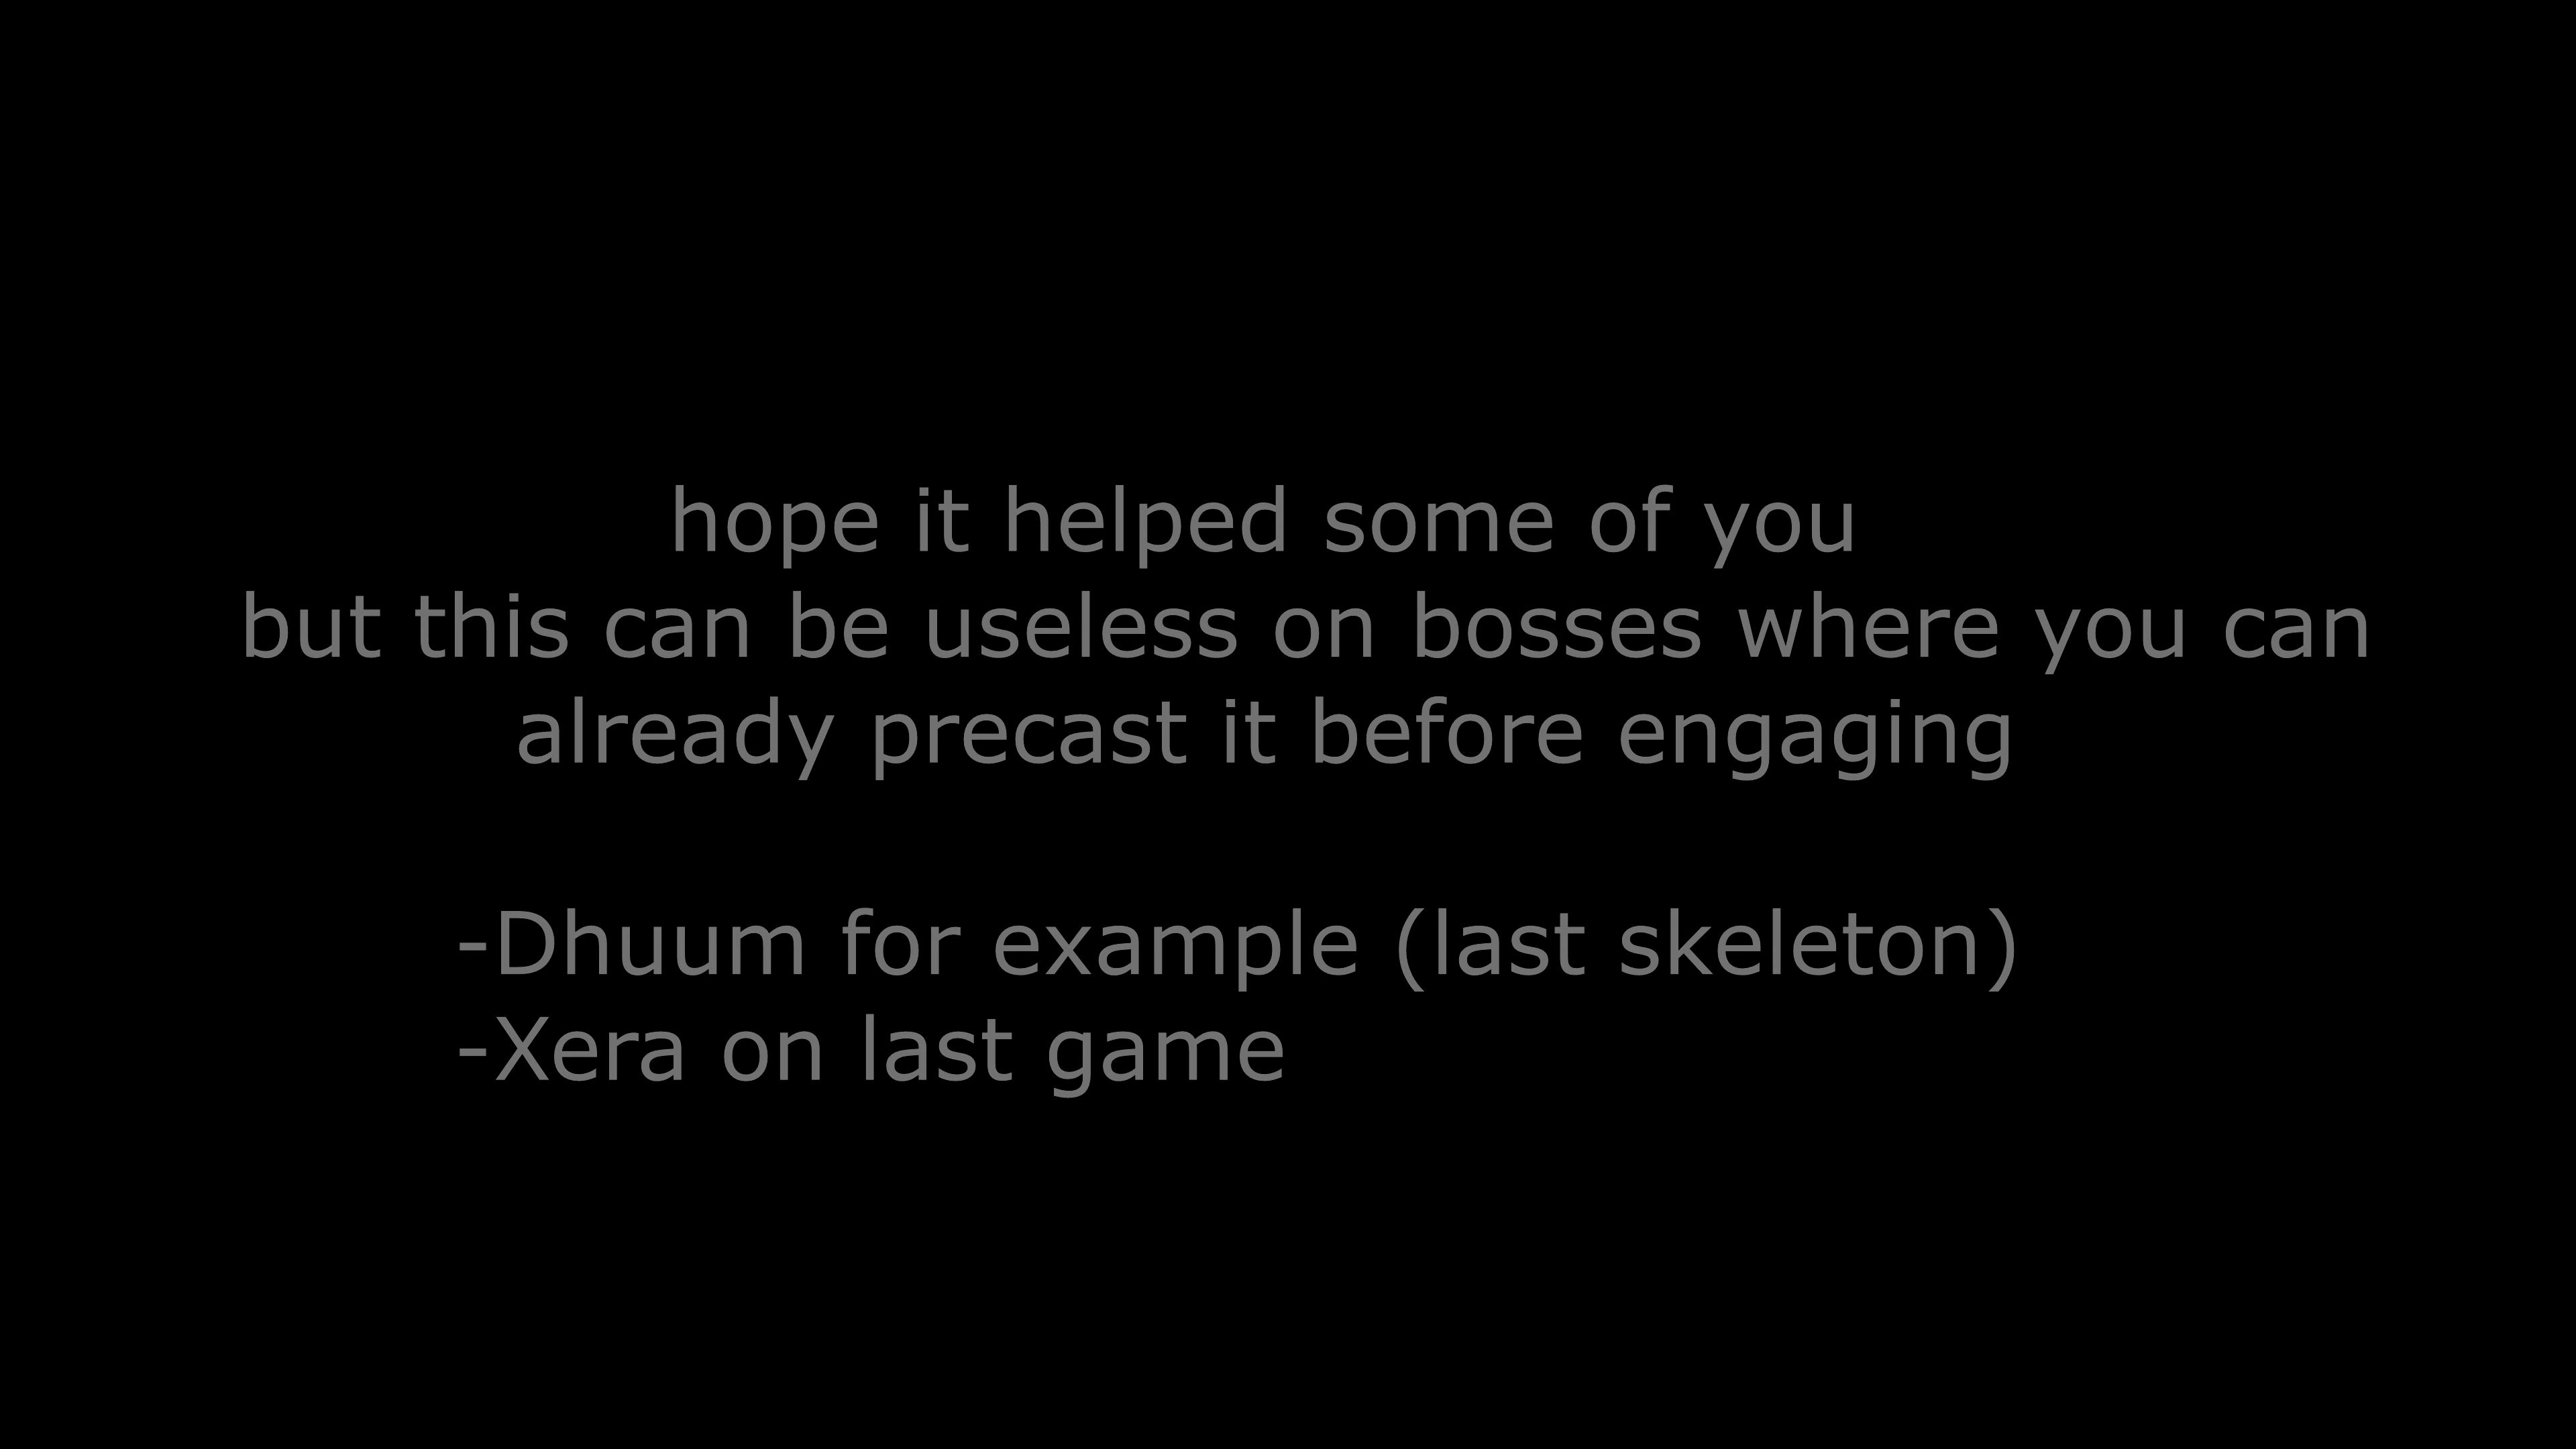 hope it helped some of you
but this can be useless on bosses where you can
already precast it before engaging
-Dhuum for example (last skeleton)
-Xera on last game